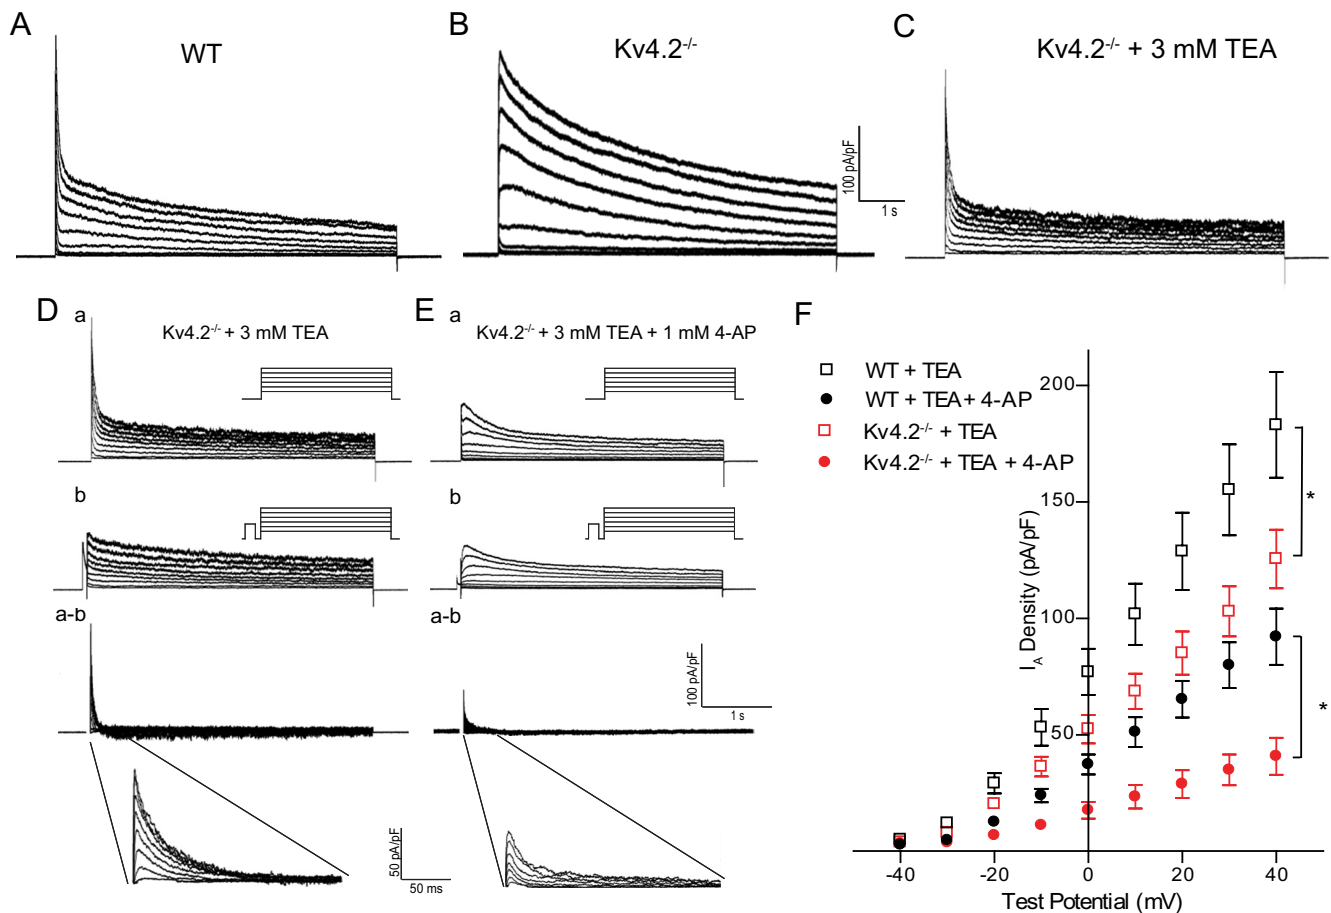 A
WT
B
Kv4.2-/-
C
Kv4.2-/- + 3 mM TEA
100 pA/pF
1 s
D
a
Kv4.2-/- + 3 mM TEA
E
a
Kv4.2-/- + 3 mM TEA + 1 mM 4-AP
b
b
a-b
a-b
100 pA/pF
1 s
50 pA/pF
50 ms
F
WT + TEA
WT + TEA + 4-AP
Kv4.2-/- + TEA
Kv4.2-/- + TEA + 4-AP
200
150
100
50
IA Density (pA/pF)
*
*
-40
-20
0
20
40
Test Potential (mV)